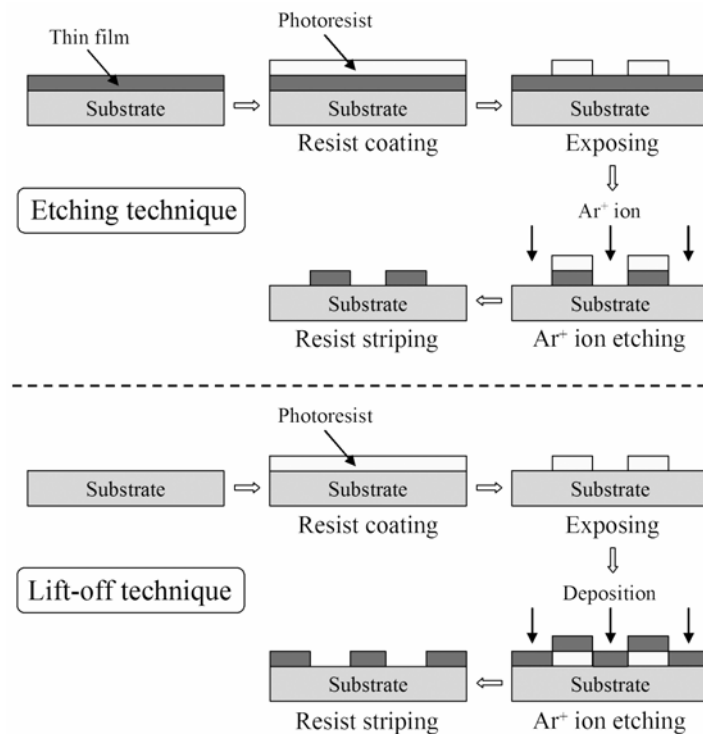 Thin film
Photoresist
Substrate
Substrate
Substrate
Resist coating
Exposing
Etching technique
Ar⁺ ion
Substrate
Substrate
Resist striping
Ar⁺ ion etching
Photoresist
Substrate
Substrate
Substrate
Resist coating
Exposing
Lift-off technique
Deposition
Substrate
Substrate
Resist striping
Ar⁺ ion etching